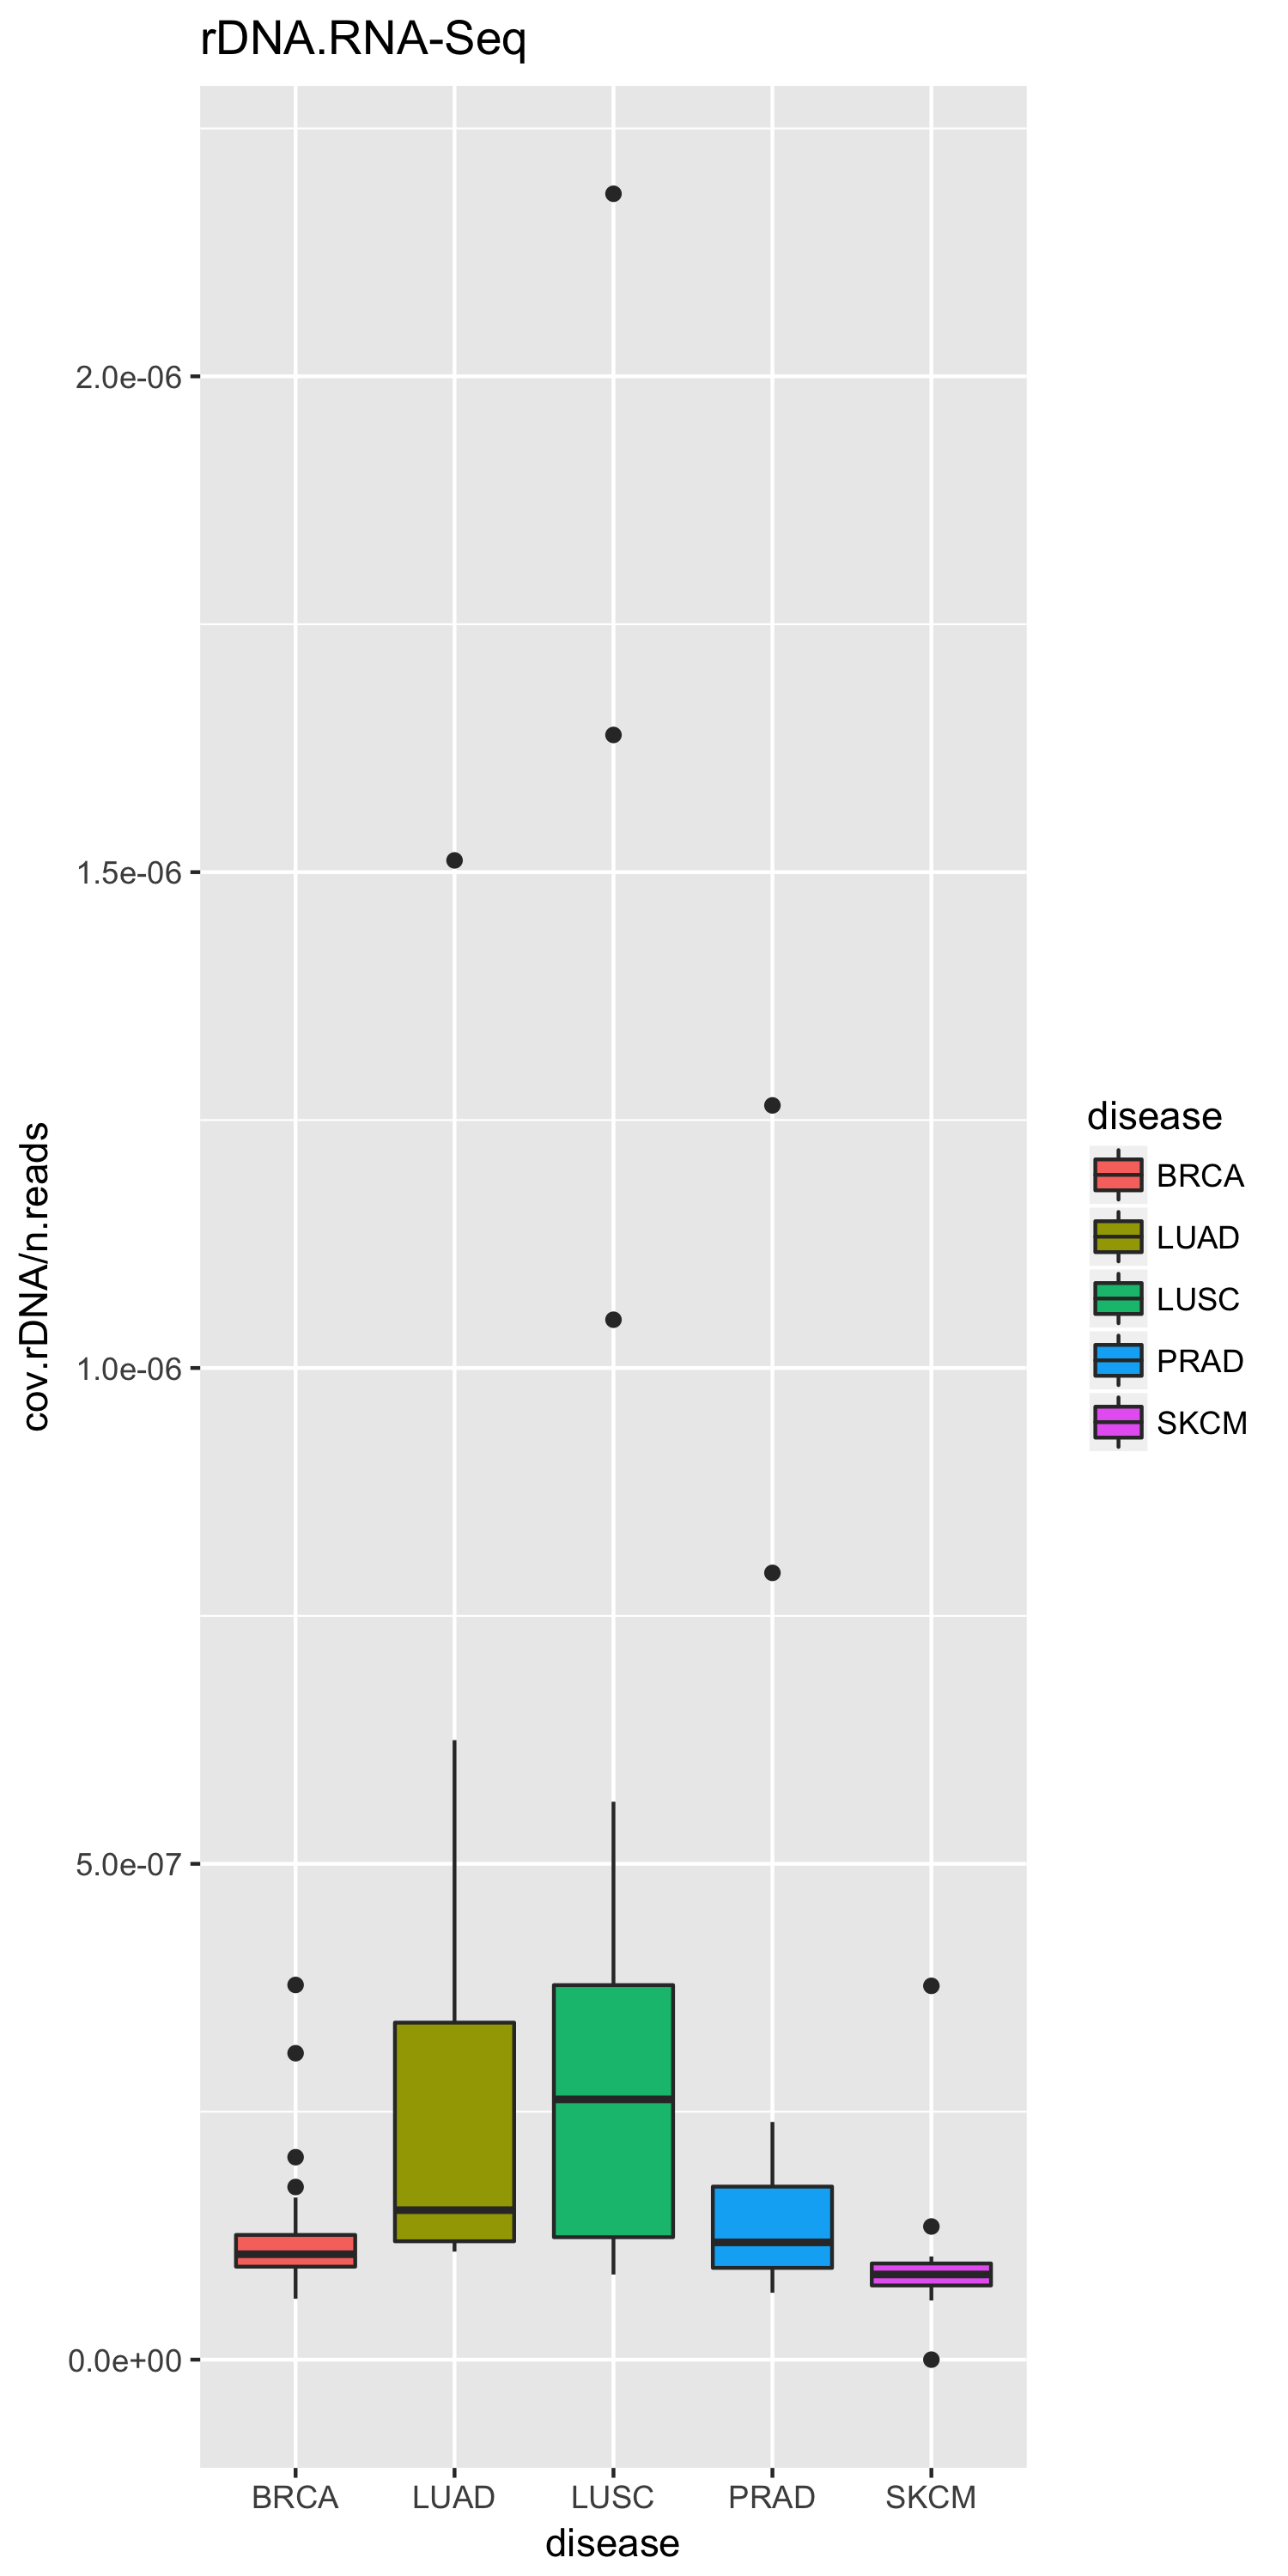 rDNA.RNA-Seq
cov.rDNA/n.reads
2.0e-06
1.5e-06
1.0e-06
5.0e-07
0.0e+00
BRCA LUAD LUSC PRAD SKCM
disease
disease
BRCA
LUAD
LUSC
PRAD
SKCM